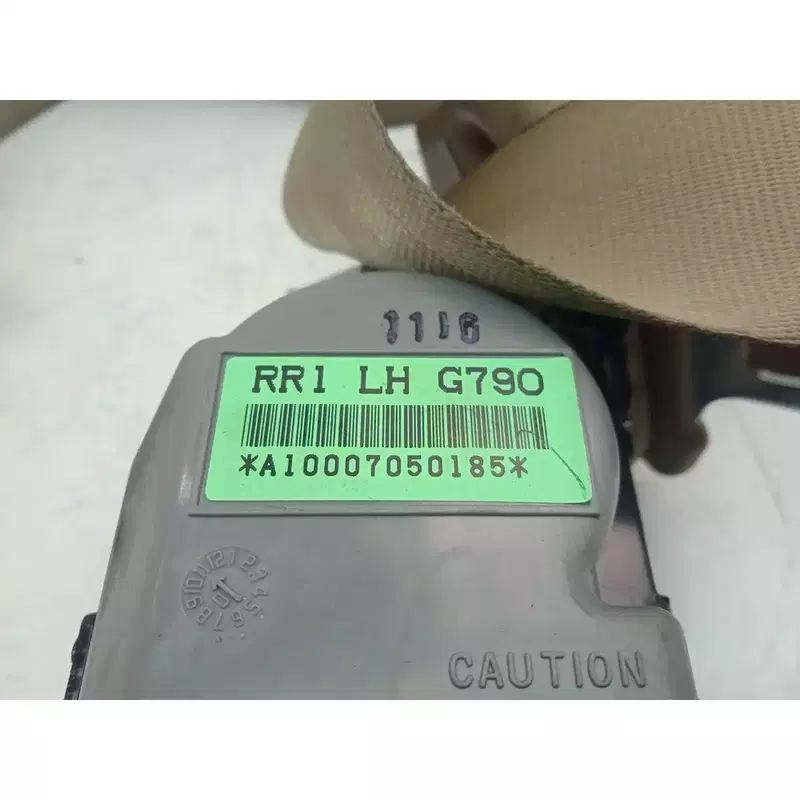 1116
RR1 LH G790
*A10007050185*
CAUTION